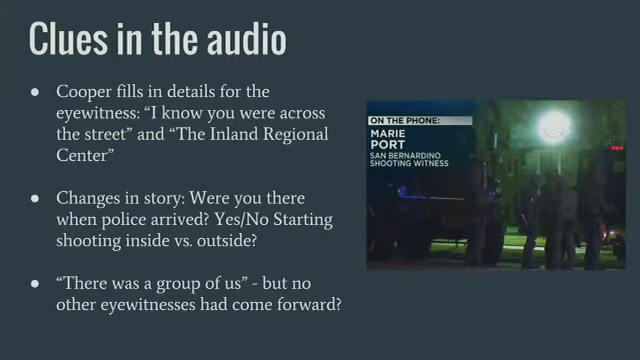 Clues in the audio
● Cooper fills in details for the
eyewitness: “I know you were across
the street” and “The Inland Regional
Center”
● Changes in story: Were you there
when police arrived? Yes/No Starting
shooting inside vs. outside?
● “There was a group of us” - but no
other eyewitnesses had come forward?
ON THE PHONE:
MARIE
PORT
SAN BERNARDINO
SHOOTING WITNESS